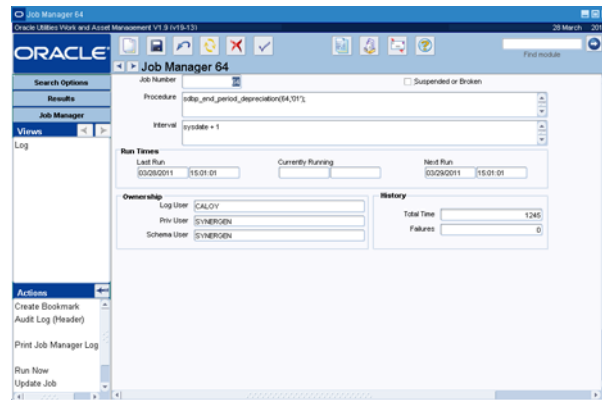 Job Manager 64
Oracle Utilities Work and Asset Management V1.9 (v19-13)
28 March 201
ORACLE
Find module
Job Manager 64
Search Options
Results
Job Manager
Views
Log
Job Number
64
Suspended or Broken
Procedure
sdbp_end_period_depreciation(64,'01');
Interval
sysdate + 1
Run Times
Last Run
Currently Running
Next Run
03/28/2011 15:01:01
03/29/2011 15:01:01
Ownership
Log User CALOY
Priv User SYNERGEN
Schema User SYNERGEN
History
Total Time 1245
Failures 0
Actions
Create Bookmark
Audit Log (Header)
Print Job Manager Log
Run Now
Update Job